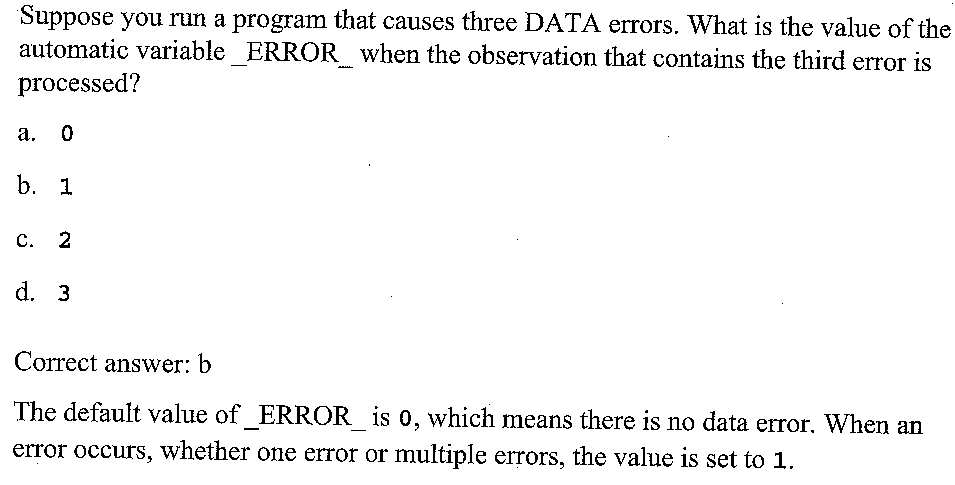 Suppose you run a program that causes three DATA errors. What is the value of the
automatic variable _ERROR_ when the observation that contains the third error is
processed?
a. 0
b. 1
c. 2
d. 3
Correct answer: b
The default value of _ERROR_ is 0, which means there is no data error. When an
error occurs, whether one error or multiple errors, the value is set to 1.